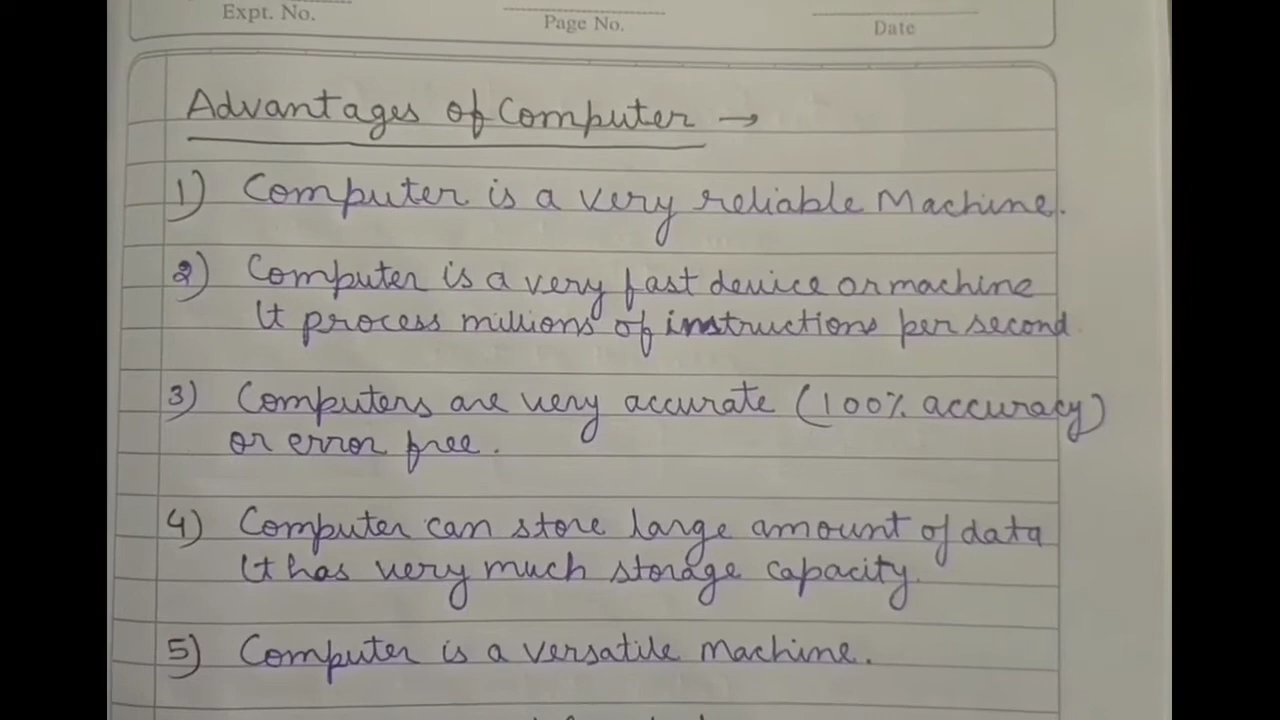 Expt. No.
Page No.
Date
Advantages of Computer →
1) Computer is a very reliable Machine.
2) Computer is a very fast device or machine
It process millions of instructions per second
3) Computers are very accurate (100% accuracy)
or error free.
4) Computer can store large amount of data
It has very much storage capacity.
5) Computer is a versatile machine.